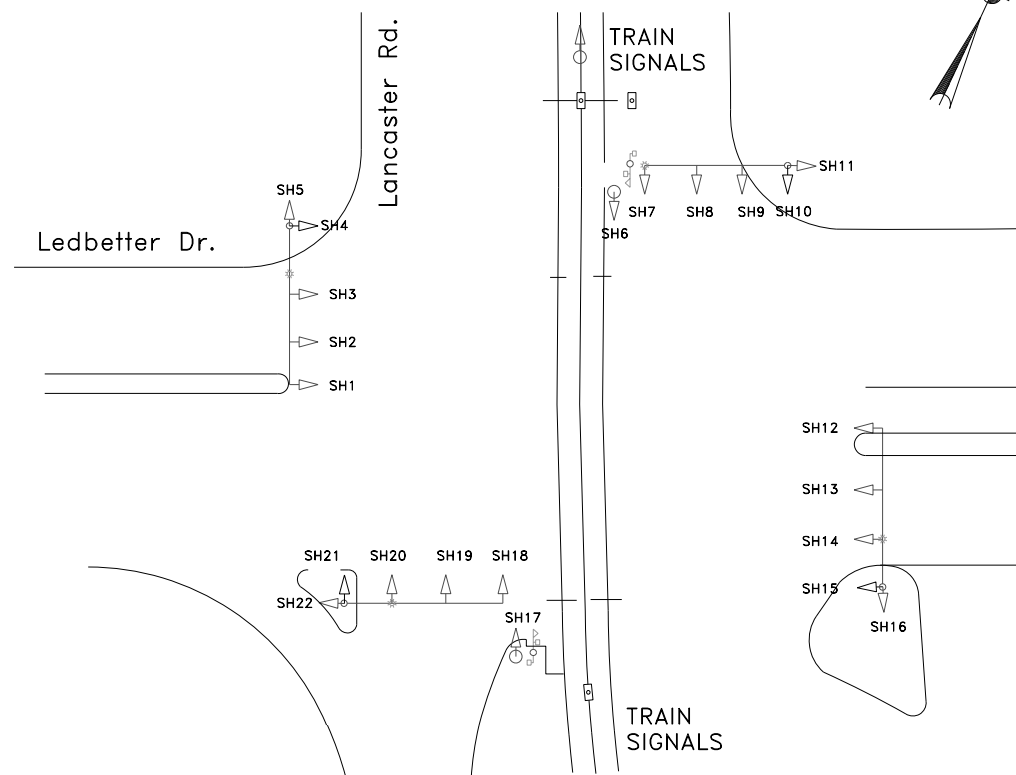 TRAIN
SIGNALS
Lancaster Rd.
SH11
SH5
SH7
SH8
SH9
SH10
SH4
SH6
Ledbetter Dr.
SH3
SH2
SH1
SH12
SH13
SH14
SH21
SH20
SH19
SH18
SH15
SH22
SH17
SH16
TRAIN
SIGNALS